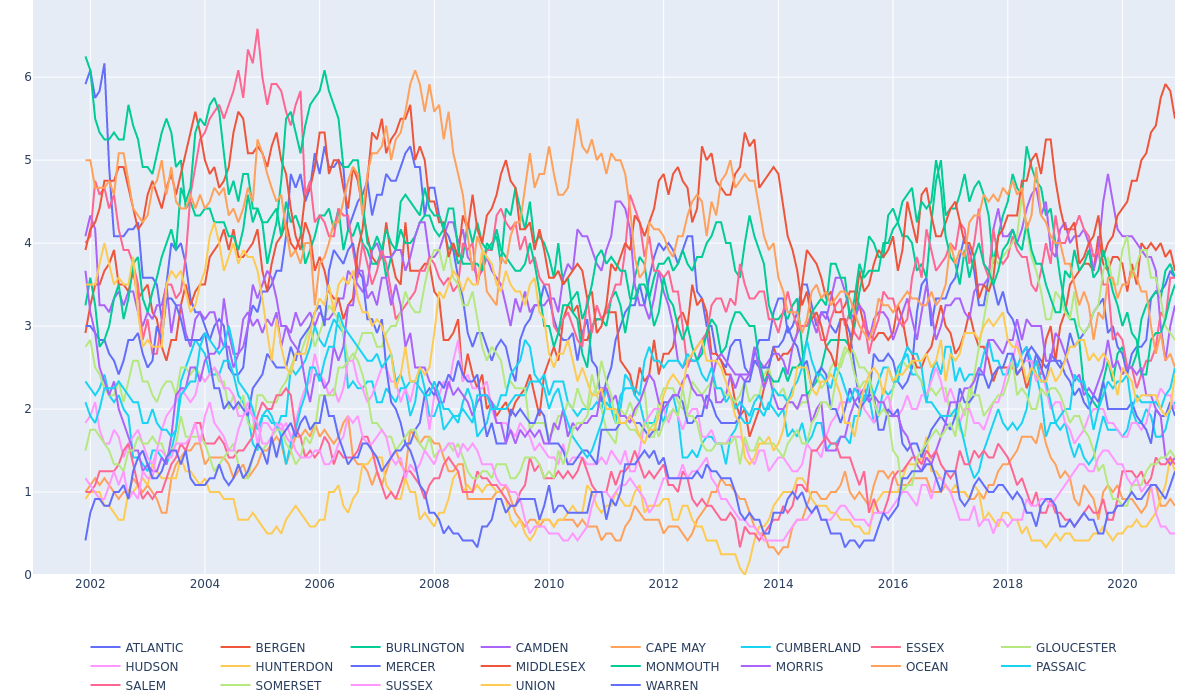 6
5
4
3
2
1
0
2002 2004 2006 2008 2010 2012 2014 2016 2018 2020
ATLANTIC BERGEN BURLINGTON CAMDEN CAPE MAY CUMBERLAND ESSEX GLOUCESTER
HUDSON HUNTERDON MERCER MIDDLESEX MONMOUTH MORRIS OCEAN PASSAIC
SALEM SOMERSET SUSSEX UNION WARREN